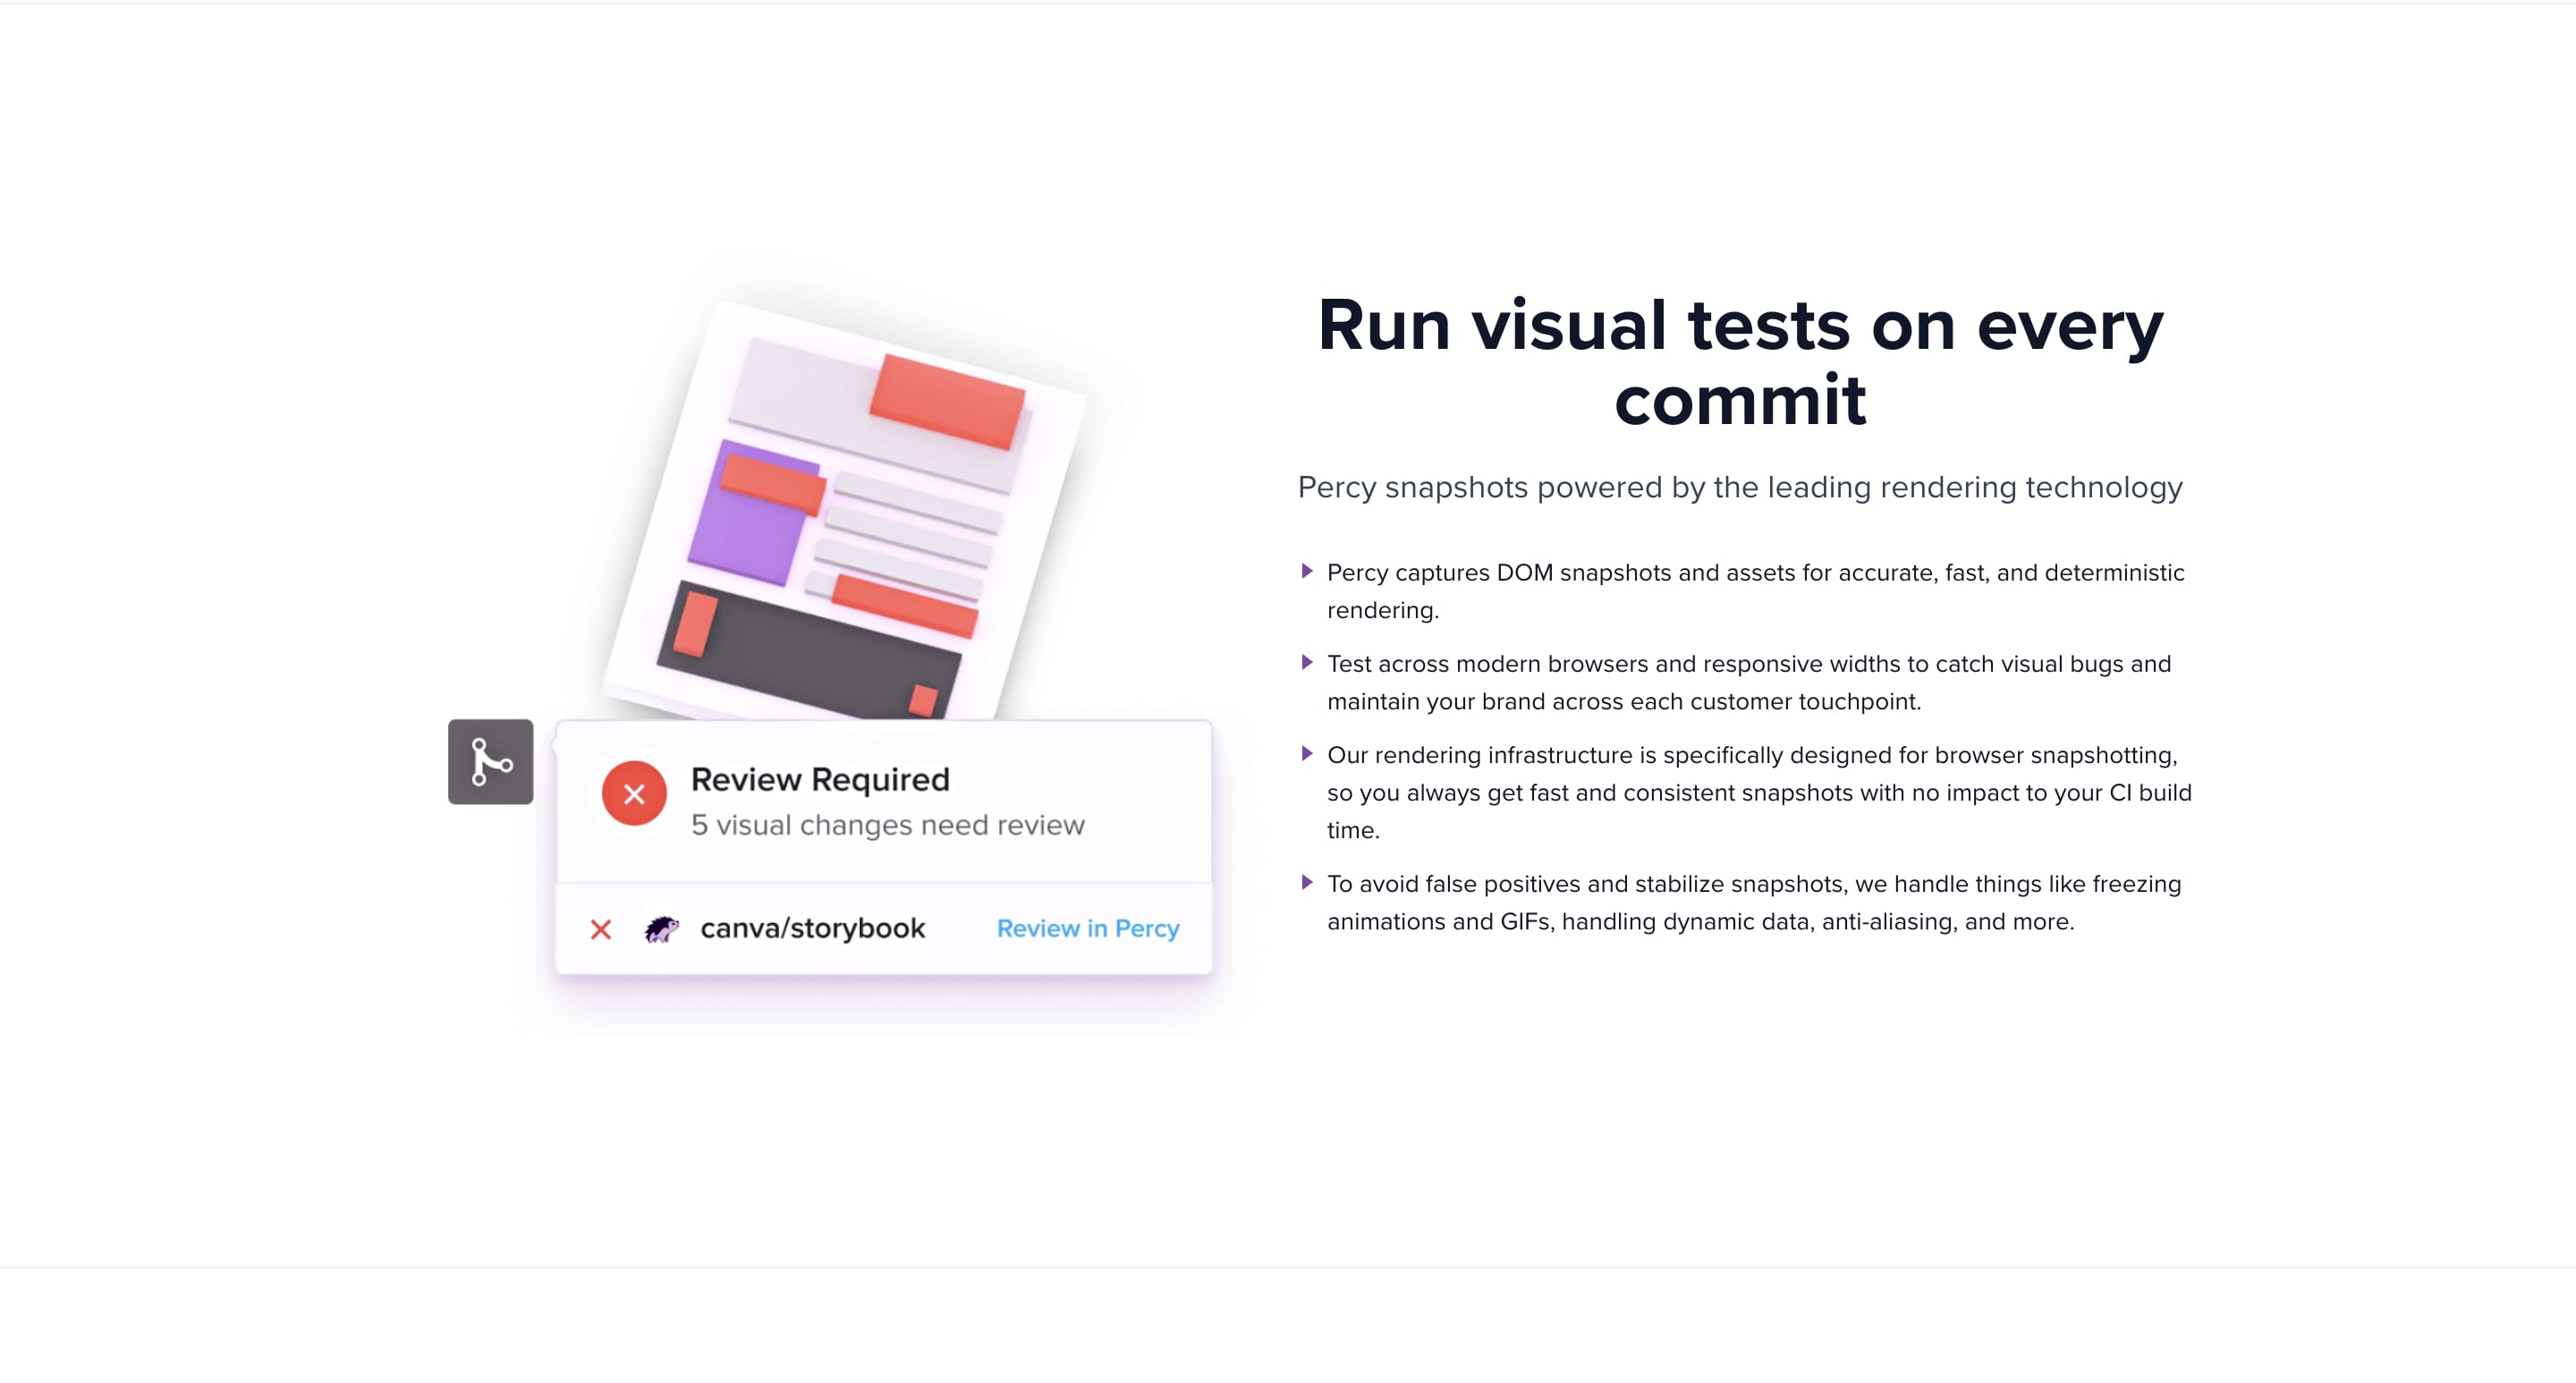 Run visual tests on every
commit
Percy snapshots powered by the leading rendering technology
Percy captures DOM snapshots and assets for accurate, fast, and deterministic
rendering.
Test across modern browsers and responsive widths to catch visual bugs and
maintain your brand across each customer touchpoint.
Our rendering infrastructure is specifically designed for browser snapshotting,
so you always get fast and consistent snapshots with no impact to your CI build
time.
To avoid false positives and stabilize snapshots, we handle things like freezing
animations and GIFs, handling dynamic data, anti-aliasing, and more.
Review Required
5 visual changes need review
canva/storybook
Review in Percy